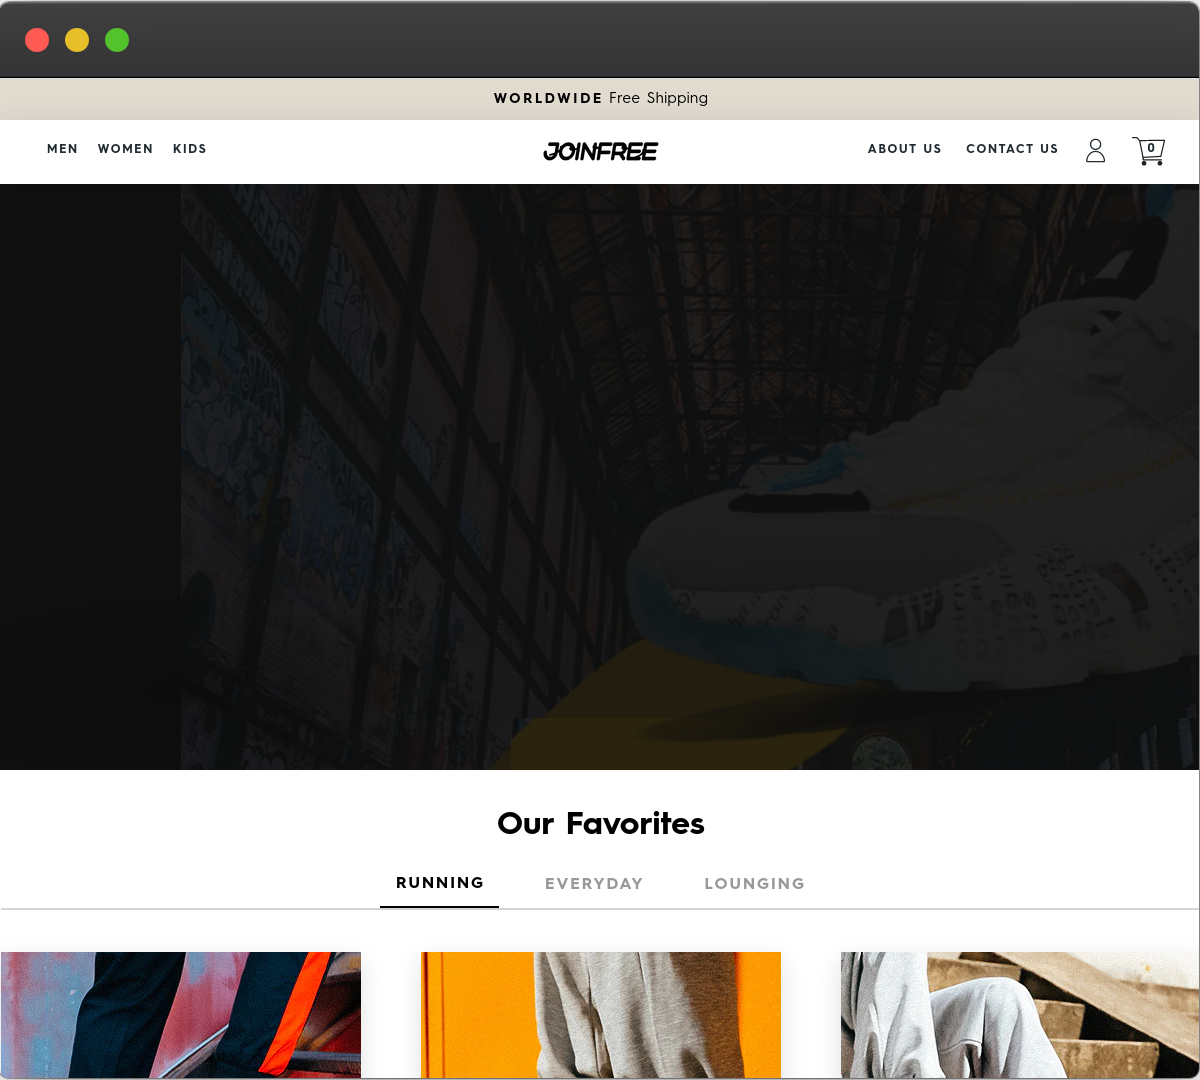 WORLDWIDE Free Shipping
MEN WOMEN KIDS JOINFREE ABOUT US CONTACT US 0
Our Favorites
RUNNING EVERYDAY LOUNGING